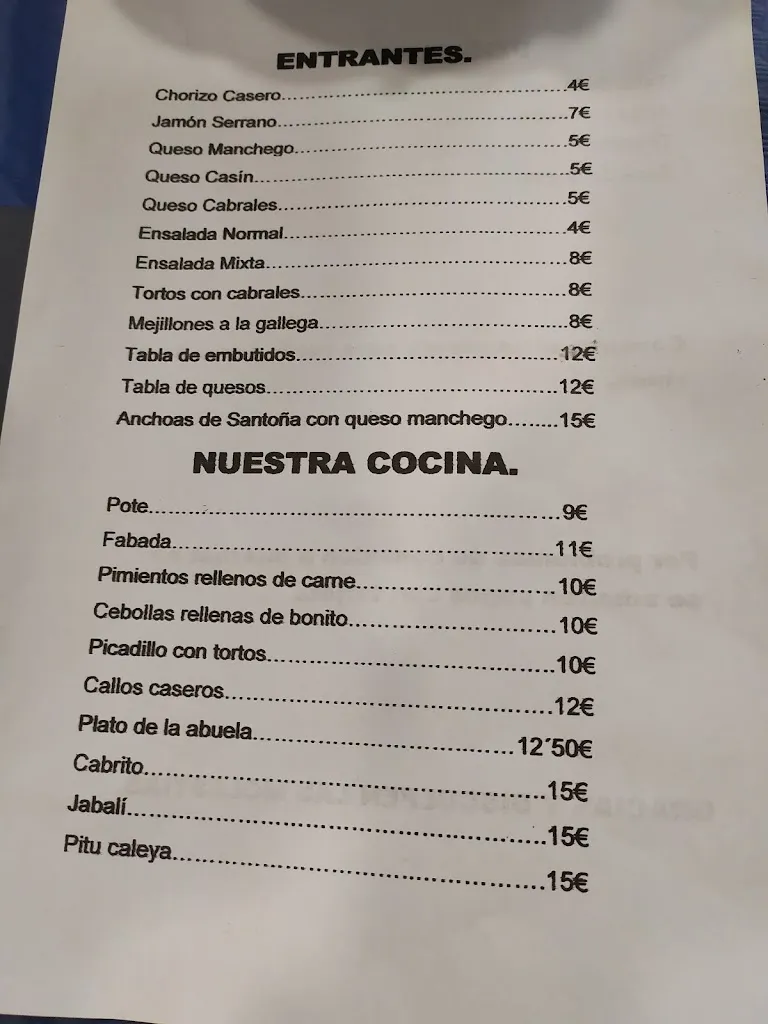 ENTRANTES.
Chorizo Casero.......................................................4€
Jamón Serrano.......................................................7€
Queso Manchego...................................................5€
Queso Casín..........................................................5€
Queso Cabrales......................................................5€
Ensalada Normal.....................................................4€
Ensalada Mixta.......................................................8€
Tortos con cabrales.................................................8€
Mejillones a la gallega..............................................8€
Tabla de embutidos.................................................12€
Tabla de quesos.....................................................12€
Anchoas de Santoña con queso manchego........15€
NUESTRA COCINA.
Pote......................................................................9€
Fabada.................................................................11€
Pimientos rellenos de carne...................................10€
Cebollas rellenas de bonito....................................10€
Picadillo con tortos................................................10€
Callos caseros.......................................................12€
Plato de la abuela...........................................12´50€
Cabrito..................................................................15€
Jabalí....................................................................15€
Pitu caleya.............................................................15€